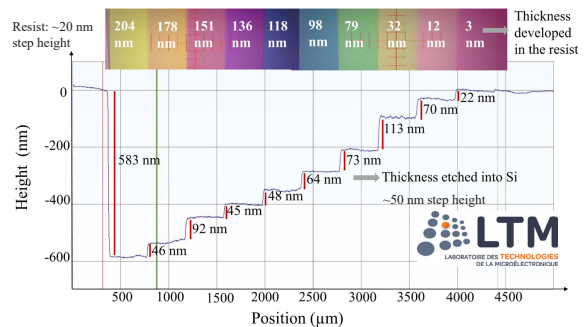 Resist: ~20 nm
step height
204 nm
178 nm
151 nm
136 nm
118 nm
98 nm
79 nm
32 nm
12 nm
3 nm
Thickness
developed
in the resist
Height (nm)
0
-200
-400
-600
583 nm
46 nm
92 nm
45 nm
48 nm
64 nm
73 nm
113 nm
70 nm
22 nm
Thickness etched into Si
~50 nm step height
LTM
LABORATOIRE DES TECHNOLOGIES
DE LA MICROÉLECTRONIQUE
500
1000
1500
2000
2500
3000
3500
4000
4500
Position (µm)